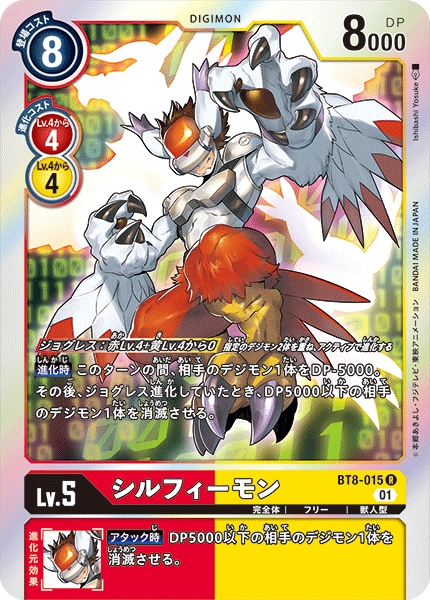 登場コスト
8
DIGIMON
DP
8000
進化コスト
Lv.4から
4
Lv.4から
4
Ishibashi Yosuke
BANDAI MADE IN JAPAN
©本郷あきよし・フジテレビ・東映アニメーション
ジョグレス:赤Lv.4+黄Lv.4から0 指定のデジモン2体を重ね、アクティブで進化する
進化時 このターンの間、相手のデジモン1体をDP-5000。
その後、ジョグレス進化していたとき、DP5000以下の相手
のデジモン1体を消滅させる。
Lv.5
シルフィーモン
BT8-015 R
01
完全体 | フリー | 獣人型
進化元効果
アタック時 DP5000以下の相手のデジモン1体を
消滅させる。